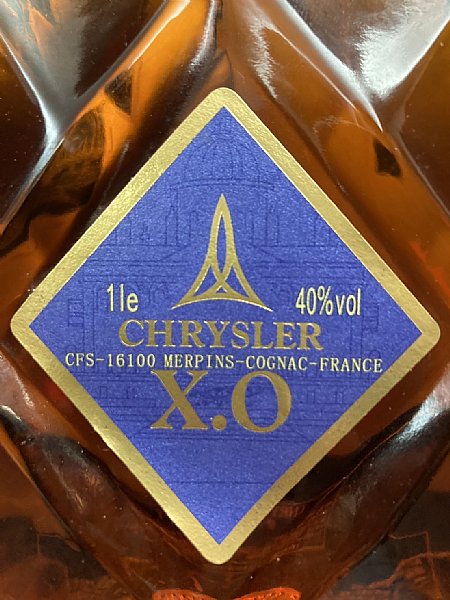 1le 40%vol
CHRYSLER
CFS-16100 MERPINS-COGNAC-FRANCE
X.O